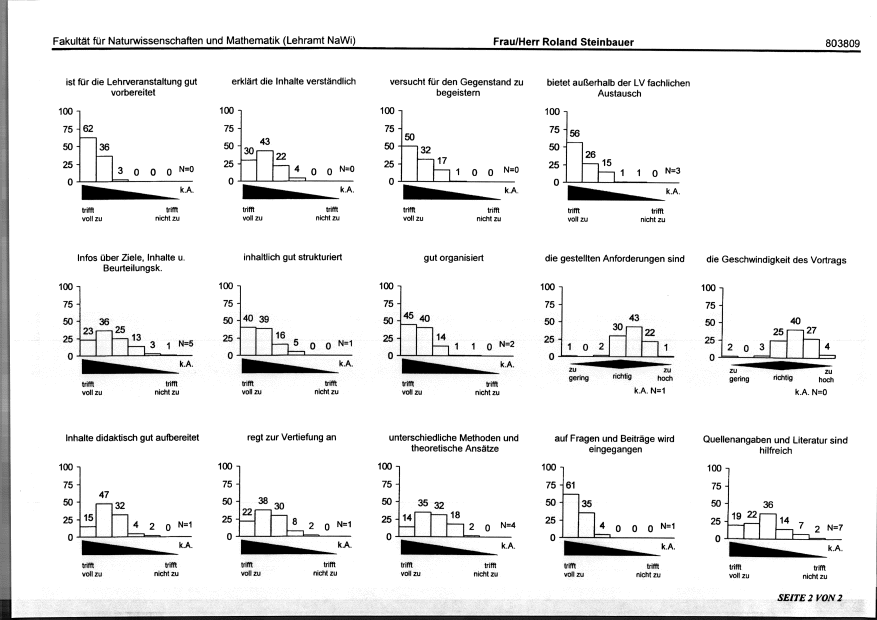 Fakultät für Naturwissenschaften und Mathematik (Lehramt NaWi) Frau/Herr Roland Steinbauer 803809
ist für die Lehrveranstaltung gut vorbereitet
100
75
50
25
0
62 36 3 0 0 0 N=0
k.A.
trifft voll zu
trifft nicht zu
erklärt die Inhalte verständlich
100
75
50
25
0
30 43 22 4 0 0 N=0
k.A.
trifft voll zu
trifft nicht zu
versucht für den Gegenstand zu begeistern
100
75
50
25
0
50 32 17 1 0 0 N=0
k.A.
trifft voll zu
trifft nicht zu
bietet außerhalb der LV fachlichen Austausch
100
75
50
25
0
56 26 15 1 1 0 N=3
k.A.
trifft voll zu
trifft nicht zu
Infos über Ziele, Inhalte u. Beurteilungsk.
100
75
50
25
0
23 36 25 13 3 1 N=5
k.A.
trifft voll zu
trifft nicht zu
inhaltlich gut strukturiert
100
75
50
25
0
40 39 16 5 0 0 N=1
k.A.
trifft voll zu
trifft nicht zu
gut organisiert
100
75
50
25
0
45 40 14 1 1 0 N=2
k.A.
trifft voll zu
trifft nicht zu
die gestellten Anforderungen sind
100
75
50
25
0
1 0 2 30 43 22 1
zu gering
richtig
zu hoch
k.A. N=1
die Geschwindigkeit des Vortrags
100
75
50
25
0
2 0 3 25 40 27 4
zu gering
richtig
zu hoch
k.A. N=0
Inhalte didaktisch gut aufbereitet
100
75
50
25
0
15 47 32 4 2 0 N=1
k.A.
trifft voll zu
trifft nicht zu
regt zur Vertiefung an
100
75
50
25
0
22 38 30 8 2 0 N=1
k.A.
trifft voll zu
trifft nicht zu
unterschiedliche Methoden und theoretische Ansätze
100
75
50
25
0
14 35 32 18 2 0 N=4
k.A.
trifft voll zu
trifft nicht zu
auf Fragen und Beiträge wird eingegangen
100
75
50
25
0
61 35 4 0 0 0 N=1
k.A.
trifft voll zu
trifft nicht zu
Quellenangaben und Literatur sind hilfreich
100
75
50
25
0
19 22 36 14 7 2 N=7
k.A.
trifft voll zu
trifft nicht zu
SEITE 2 VON 2